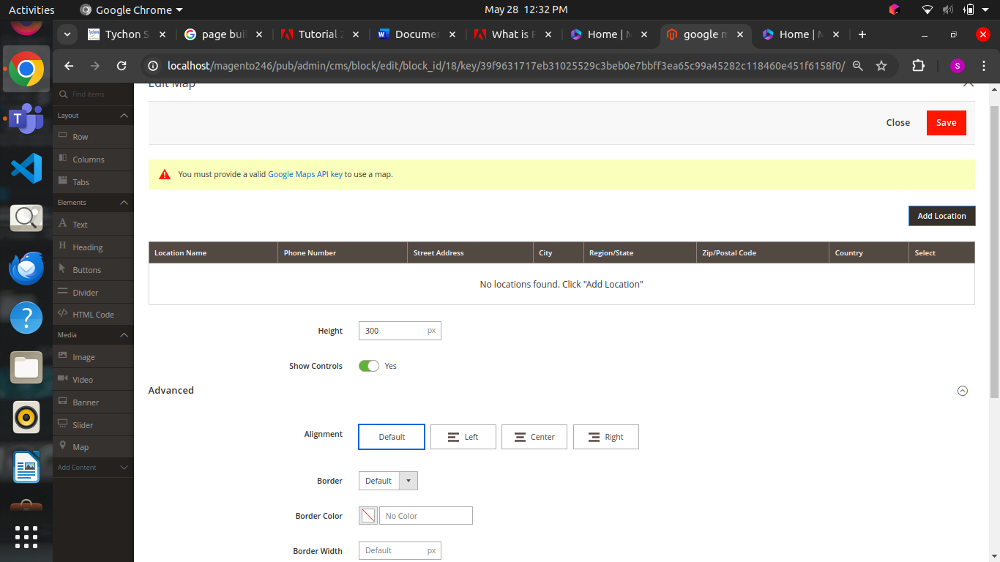 Activities
Google Chrome
May 28 12:32 PM
Tychon S
page buil
Tutorial 2
Documen
What is P
Home | M
google m
Home | M
localhost/magento246/pub/admin/cms/block/edit/block_id/18/key/39f9631717eb31025529c3beb0e7bbff3ea65c99a45282c118460e451f6158f0/
S
Find items
Layout
Row
Columns
Tabs
Elements
Text
Heading
Buttons
Divider
HTML Code
Media
Image
Video
Banner
Slider
Map
Add Content
Edit Map
Close
Save
You must provide a valid Google Maps API key to use a map.
Add Location
Location Name Phone Number Street Address City Region/State Zip/Postal Code Country Select
No locations found. Click "Add Location"
Height 300 px
Show Controls Yes
Advanced
Alignment Default Left Center Right
Border Default
Border Color No Color
Border Width Default px